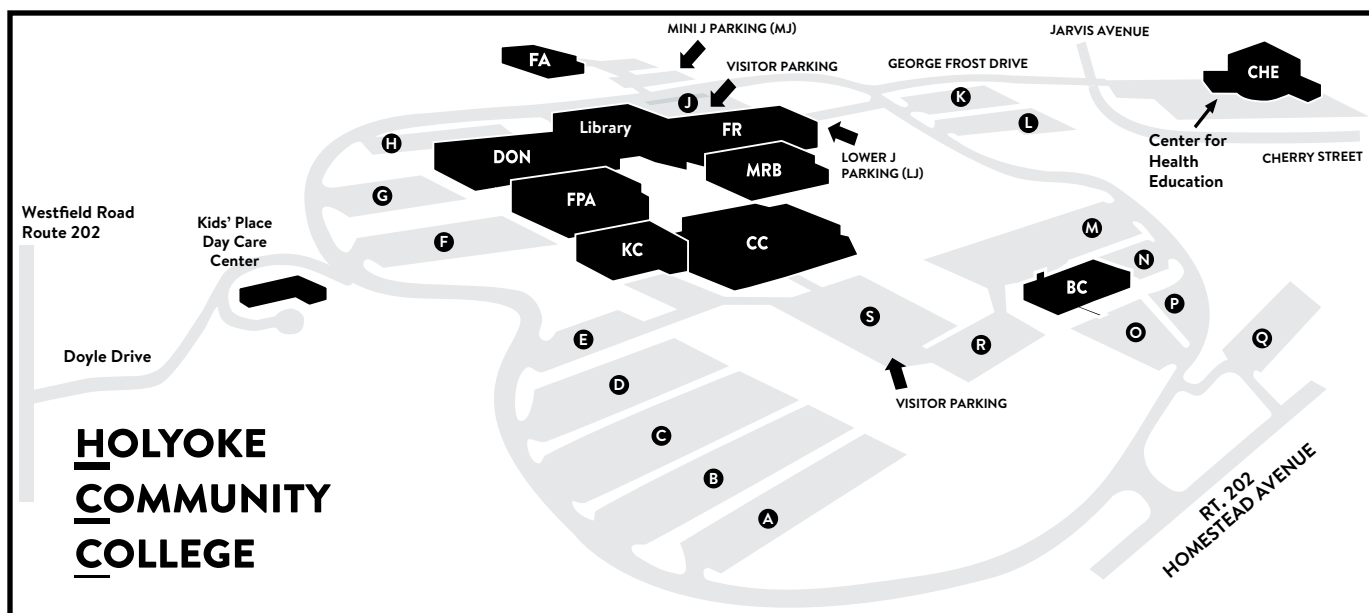 MINI J PARKING (MJ)
JARVIS AVENUE
FA
VISITOR PARKING
GEORGE FROST DRIVE
CHE
J
K
L
H
Library
FR
DON
LOWER J
PARKING (LJ)
Center for
Health
Education
CHERRY STREET
MRB
G
FPA
Westfield Road
Route 202
Kids' Place
Day Care
Center
F
KC
CC
M
N
BC
P
S
O
E
R
Q
Doyle Drive
D
VISITOR PARKING
C
B
A
RT. 202
HOMESTEAD AVENUE
HOLYOKE
COMMUNITY
COLLEGE